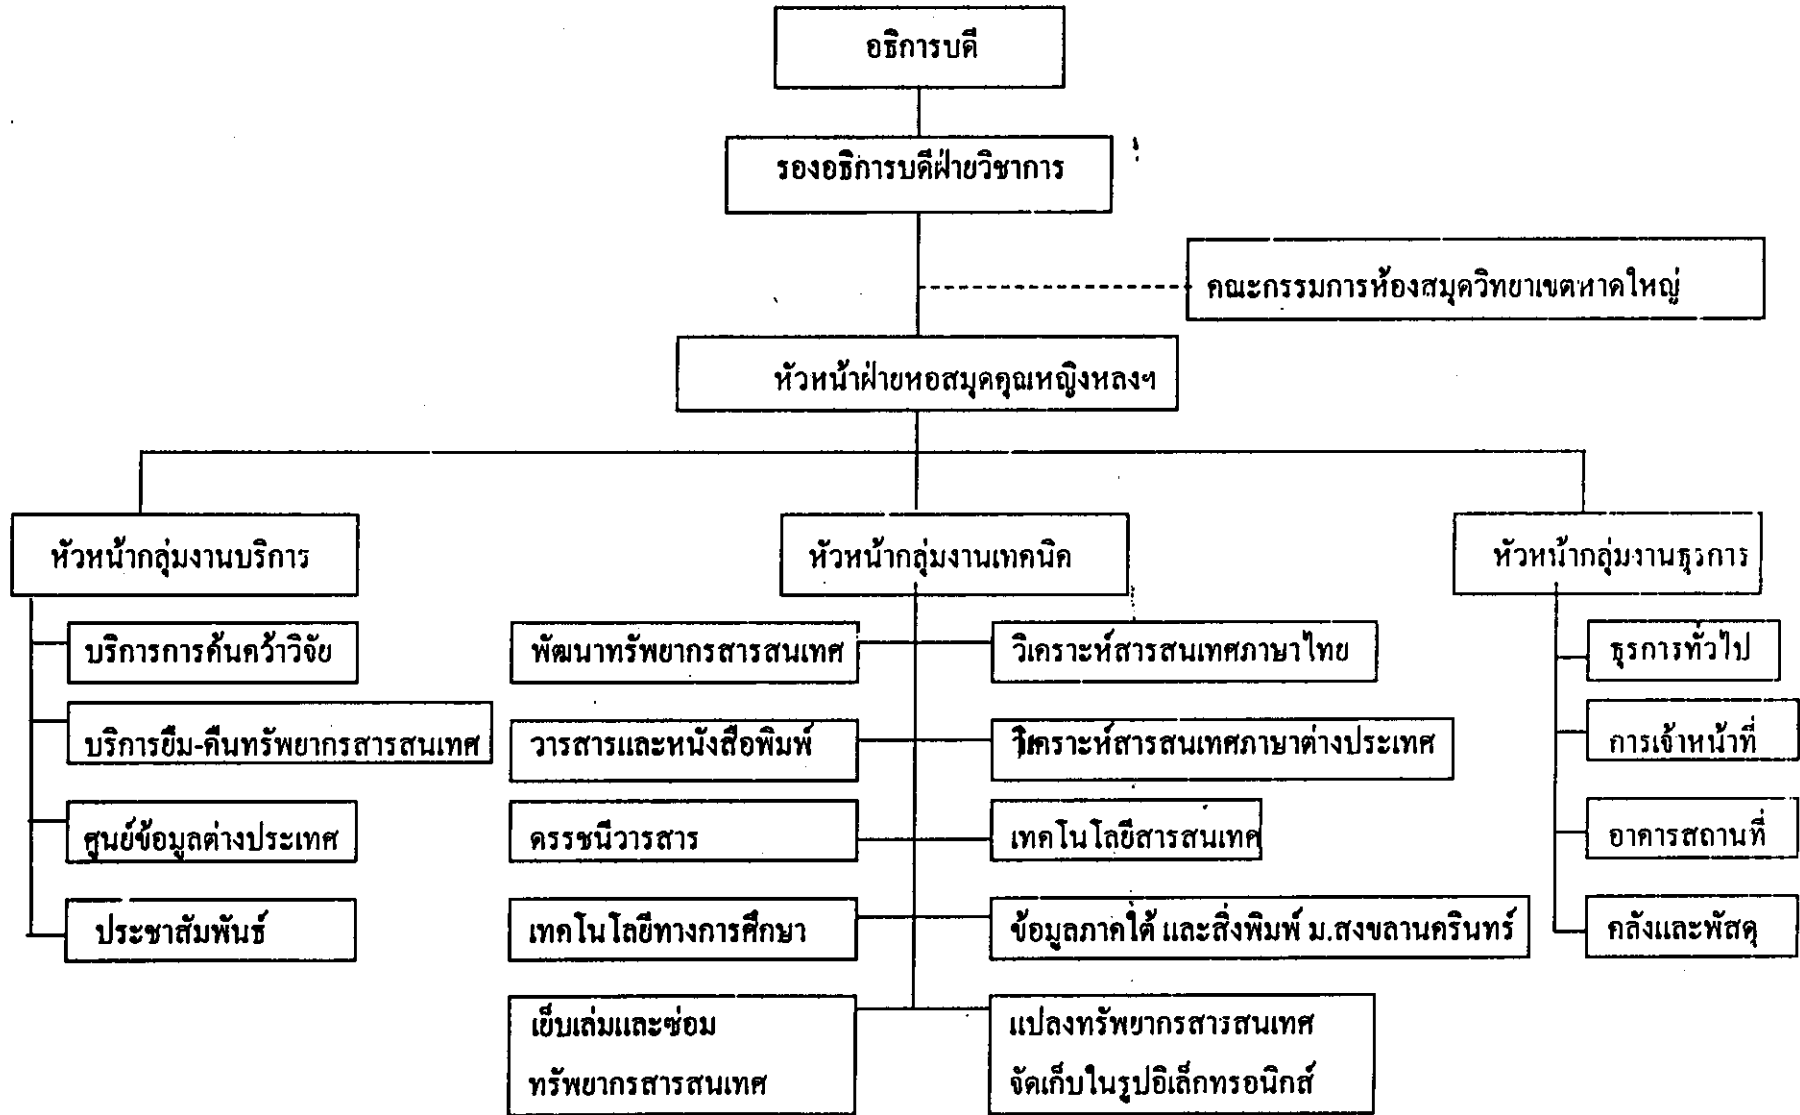 อธิการบดี
รองอธิการบดีฝ่ายวิชาการ
คณะกรรมการห้องสมุดวิทยาเขตหาดใหญ่
หัวหน้าฝ่ายหอสมุดคุณหญิงหลงฯ
หัวหน้ากลุ่มงานบริการ
บริการการค้นคว้าวิจัย
บริการยืม-คืนทรัพยากรสารสนเทศ
ศูนย์ข้อมูลต่างประเทศ
ประชาสัมพันธ์
หัวหน้ากลุ่มงานเทคนิค
พัฒนาทรัพยากรสารสนเทศ
วิเคราะห์สารสนเทศภาษาไทย
วารสารและหนังสือพิมพ์
วิเคราะห์สารสนเทศภาษาต่างประเทศ
ดรรชนีวารสาร
เทคโนโลยีสารสนเทศ
เทคโนโลยีทางการศึกษา
ข้อมูลภาคใต้ และสิ่งพิมพ์ ม.สงขลานครินทร์
เย็บเล่มและซ่อม
ทรัพยากรสารสนเทศ
แปลงทรัพยากรสารสนเทศ
จัดเก็บในรูปอิเล็กทรอนิกส์
หัวหน้ากลุ่มงานธุรการ
ธุรการทั่วไป
การเจ้าหน้าที่
อาคารสถานที่
คลังและพัสดุ